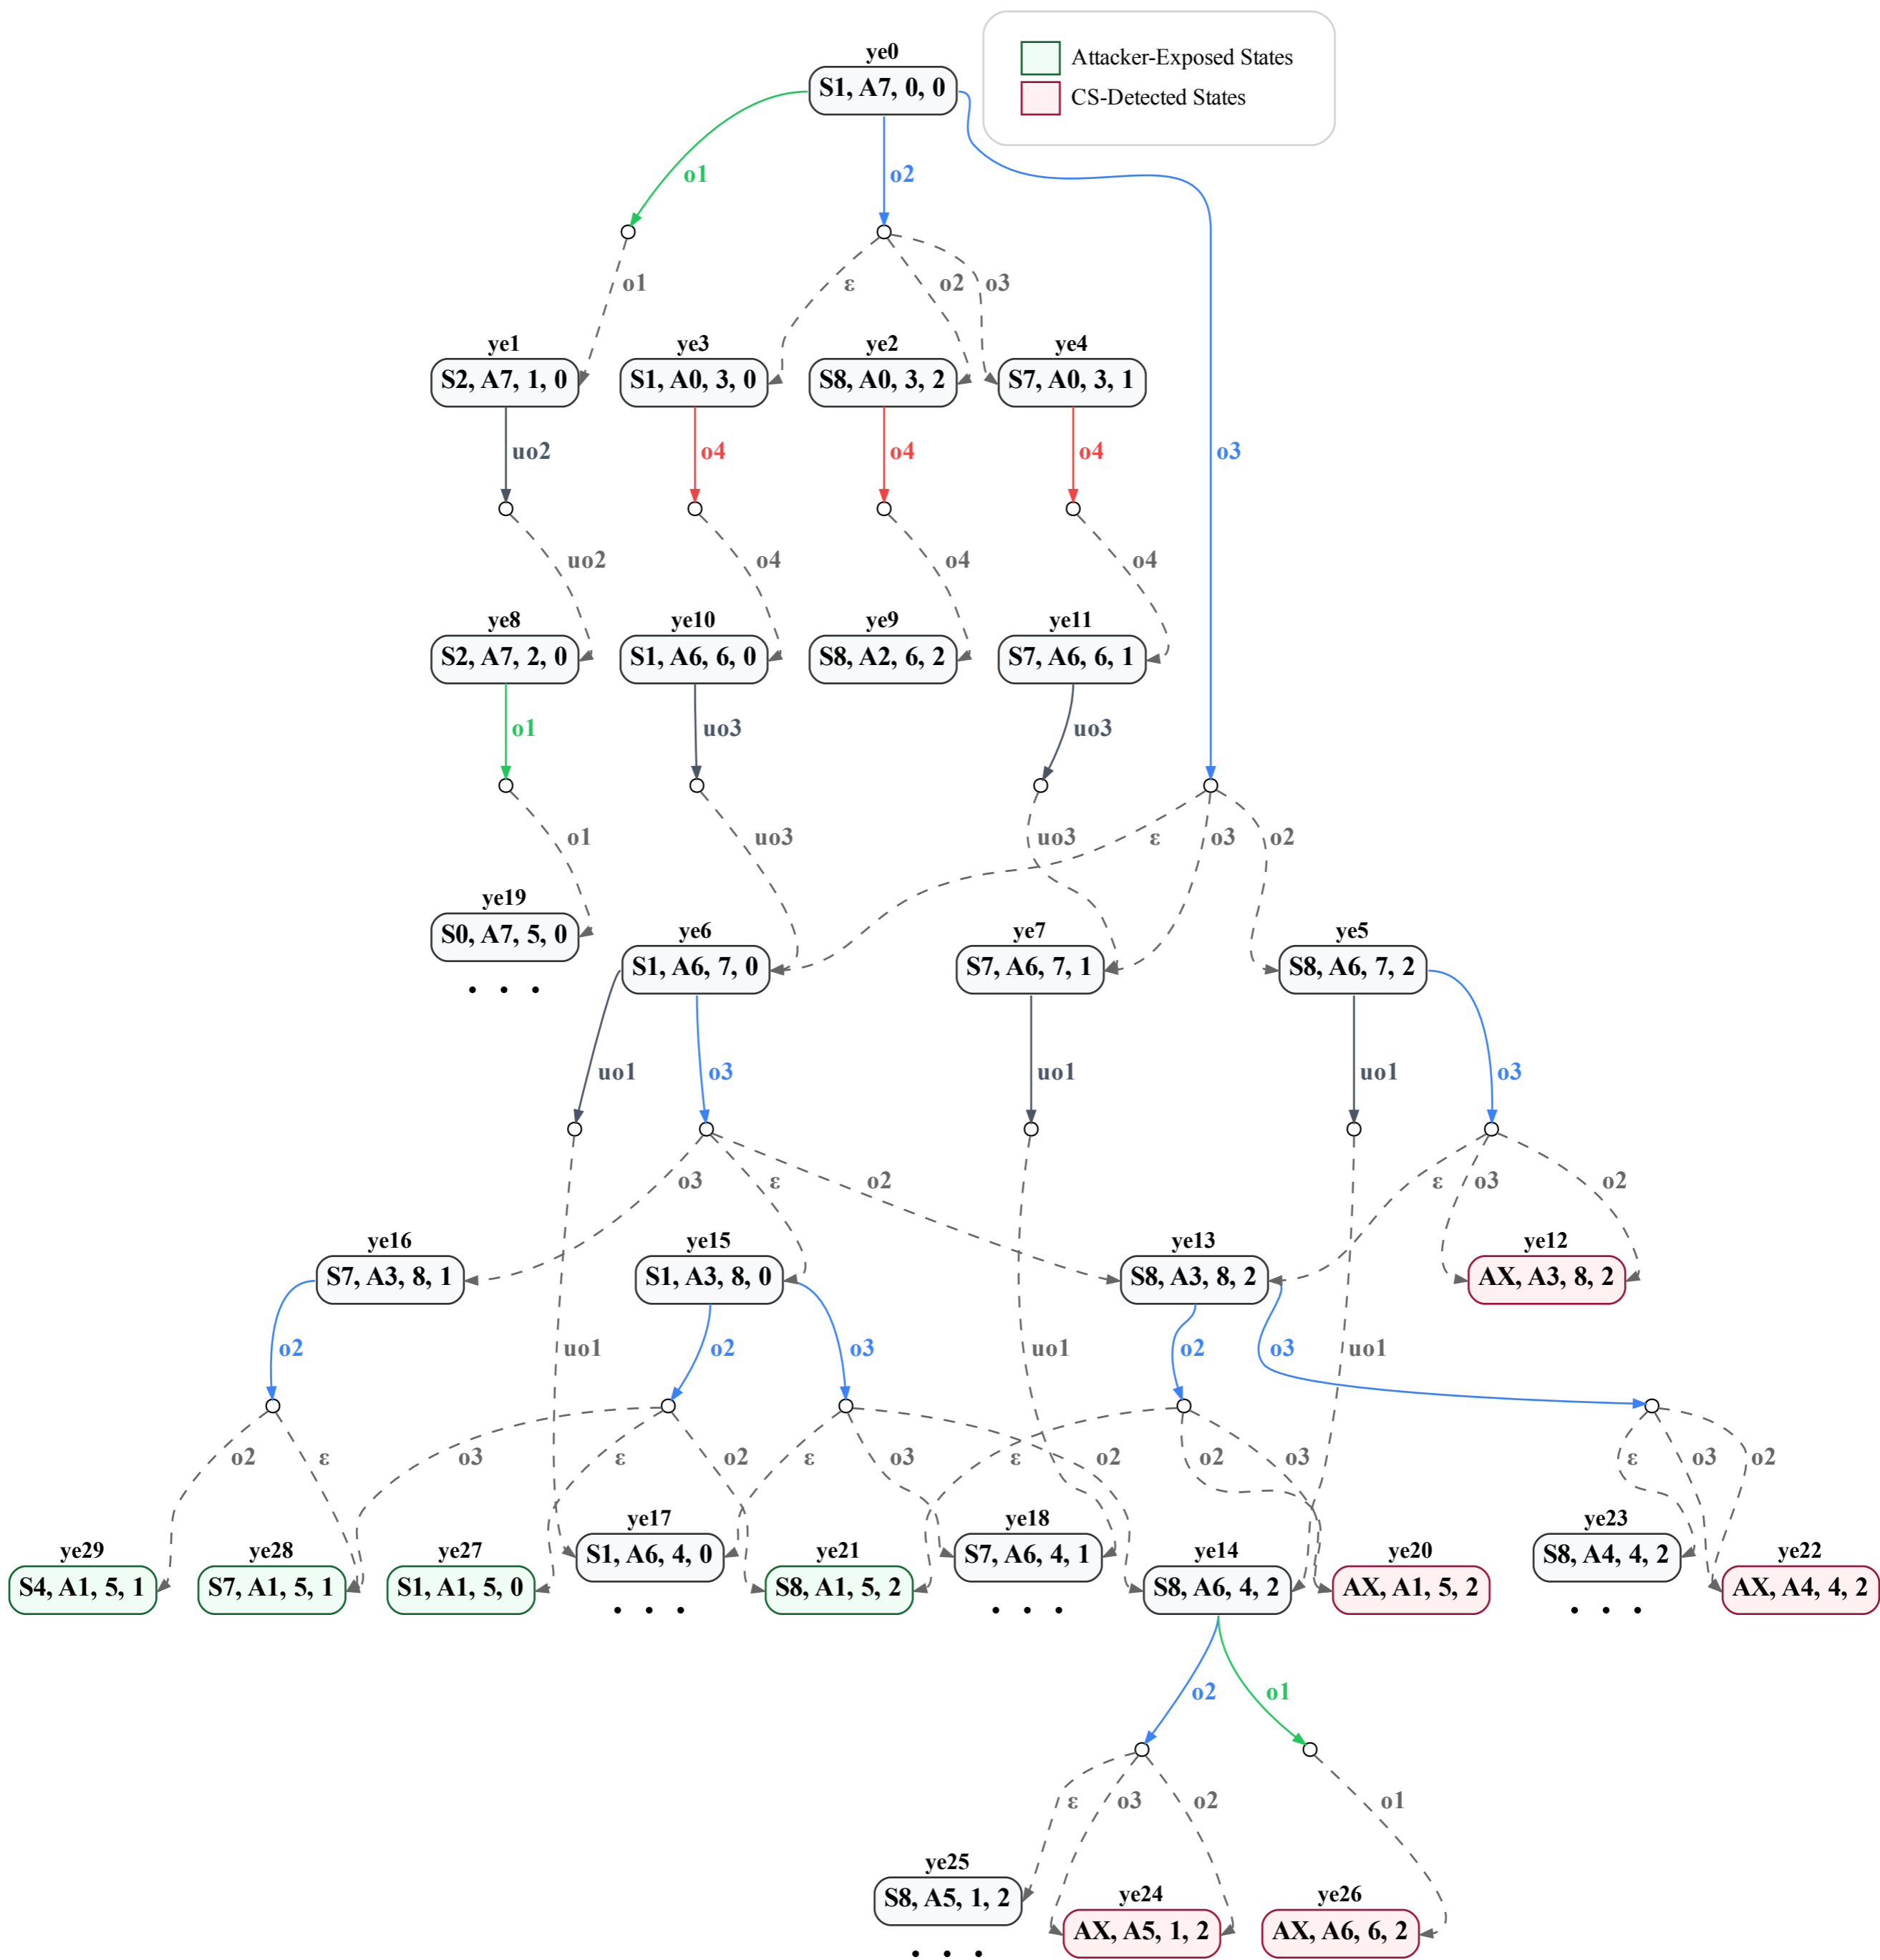 ye0
S1, A7, 0, 0
Attacker-Exposed States
CS-Detected States
o1
o2
o3
o1
ε
o2
o3
ye1
S2, A7, 1, 0
ye3
S1, A0, 3, 0
ye2
S8, A0, 3, 2
ye4
S7, A0, 3, 1
uo2
o4
o4
o4
uo2
o4
o4
o4
ye8
S2, A7, 2, 0
ye10
S1, A6, 6, 0
ye9
S8, A2, 6, 2
ye11
S7, A6, 6, 1
o1
uo3
uo3
o1
uo3
uo3
ε
o3
o2
ye19
S0, A7, 5, 0
. . .
ye6
S1, A6, 7, 0
ye7
S7, A6, 7, 1
ye5
S8, A6, 7, 2
uo1
o3
uo1
uo1
o3
o3
ε
o2
ε
o3
o2
ye16
S7, A3, 8, 1
ye15
S1, A3, 8, 0
ye13
S8, A3, 8, 2
ye12
AX, A3, 8, 2
o2
uo1
o2
o3
uo1
o2
o3
uo1
o2
ε
o3
ε
o2
ε
o3
o2
ε
o2
o3
ε
o3
o2
ye29
S4, A1, 5, 1
ye28
S7, A1, 5, 1
ye27
S1, A1, 5, 0
ye17
S1, A6, 4, 0
. . .
ye21
S8, A1, 5, 2
ye18
S7, A6, 4, 1
. . .
ye14
S8, A6, 4, 2
ye20
AX, A1, 5, 2
ye23
S8, A4, 4, 2
. . .
ye22
AX, A4, 4, 2
o2
o1
ε
o3
o2
o1
ye25
S8, A5, 1, 2
. . .
ye24
AX, A5, 1, 2
ye26
AX, A6, 6, 2